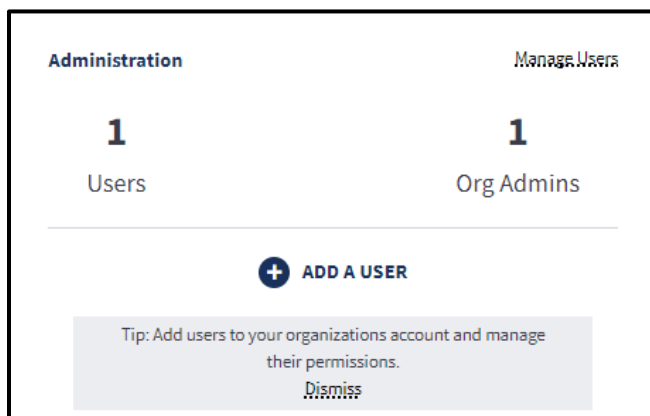 Administration
Manage Users
1
1
Users
Org Admins
ADD A USER
Tip: Add users to your organizations account and manage
their permissions.
Dismiss